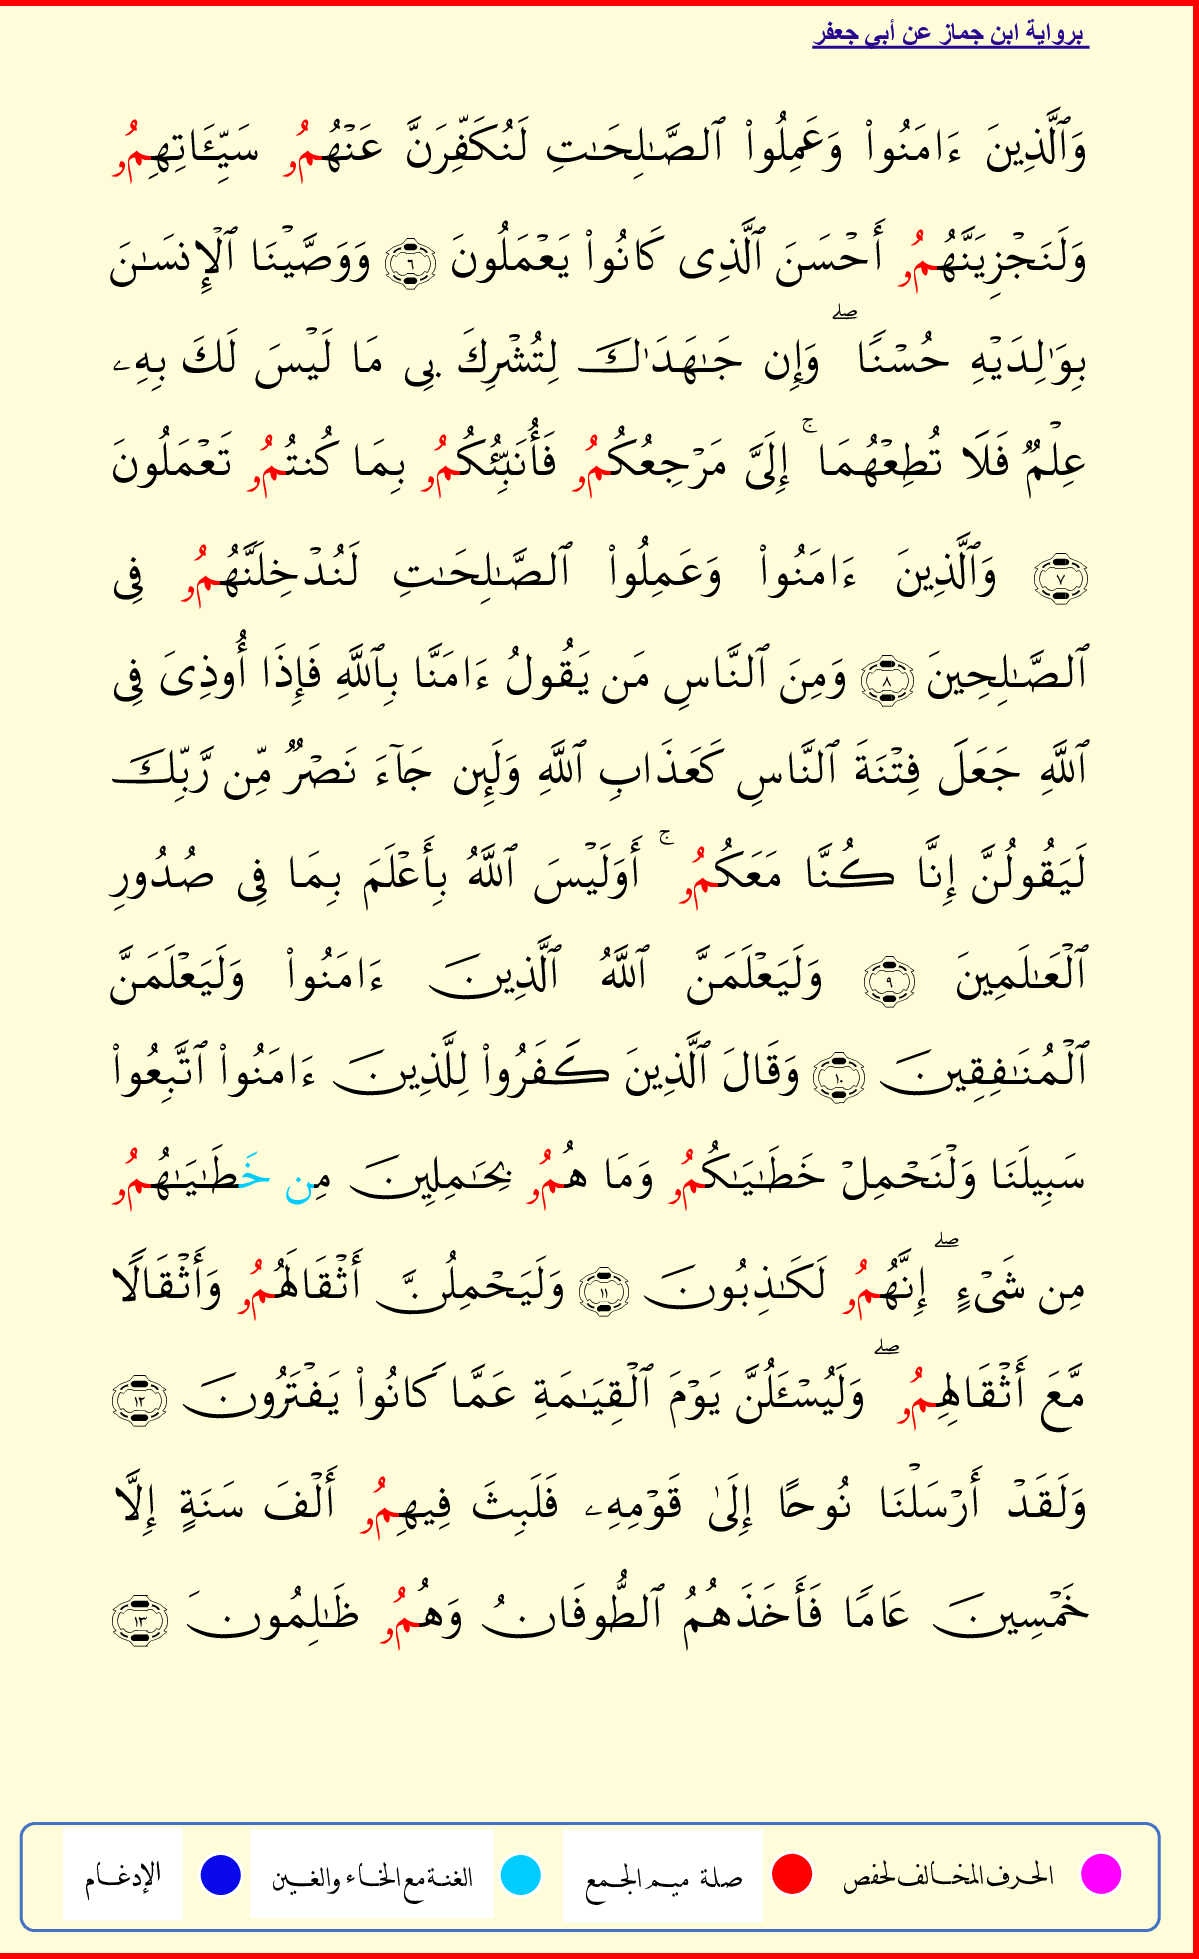 برواية ابن جماز عن أبي جعفر
وَٱلَّذِينَ ءَامَنُوا۟ وَعَمِلُوا۟ ٱلصَّـٰلِحَـٰتِ لَنُكَفِّرَنَّ عَنْهُمُۥ سَيِّـَٔاتِهِمُۥ
وَلَنَجْزِيَنَّهُمُۥ أَحْسَنَ ٱلَّذِى كَانُوا۟ يَعْمَلُونَ ٦ وَوَصَّيْنَا ٱلْإِنسَـٰنَ
بِوَٰلِدَيْهِ حُسْنًا ۖ وَإِن جَـٰهَدَٰكَ لِتُشْرِكَ بِى مَا لَيْسَ لَكَ بِهِۦ
عِلْمٌ فَلَا تُطِعْهُمَا ۚ إِلَىَّ مَرْجِعُكُمُۥ فَأُنَبِّئُكُمُۥ بِمَا كُنتُمُۥ تَعْمَلُونَ
٧ وَٱلَّذِينَ ءَامَنُوا۟ وَعَمِلُوا۟ ٱلصَّـٰلِحَـٰتِ لَنُدْخِلَنَّهُمُۥ فِى
ٱلصَّـٰلِحِينَ ٨ وَمِنَ ٱلنَّاسِ مَن يَقُولُ ءَامَنَّا بِٱللَّهِ فَإِذَا أُوذِىَ فِى
ٱللَّهِ جَعَلَ فِتْنَةَ ٱلنَّاسِ كَعَذَابِ ٱللَّهِ وَلَئِن جَآءَ نَصْرٌ مِّن رَّبِّكَ
لَيَقُولُنَّ إِنَّا كُنَّا مَعَكُمُۥ ۚ أَوَلَيْسَ ٱللَّهُ بِأَعْلَمَ بِمَا فِى صُدُورِ
ٱلْعَـٰلَمِينَ ٩ وَلَيَعْلَمَنَّ ٱللَّهُ ٱلَّذِينَ ءَامَنُوا۟ وَلَيَعْلَمَنَّ
ٱلْمُنَـٰفِقِينَ ١٠ وَقَالَ ٱلَّذِينَ كَفَرُوا۟ لِلَّذِينَ ءَامَنُوا۟ ٱتَّبِعُوا۟
سَبِيلَنَا وَلْنَحْمِلْ خَطَـٰيَـٰكُمُۥ وَمَا هُمُۥ بِحَـٰمِلِينَ مِن خَطَـٰيَـٰهُمُۥ
مِن شَىْءٍ ۖ إِنَّهُمُۥ لَكَـٰذِبُونَ ١١ وَلَيَحْمِلُنَّ أَثْقَالَهُمُۥ وَأَثْقَالًا
مَّعَ أَثْقَالِهِمُۥ ۖ وَلَيُسْـَٔلُنَّ يَوْمَ ٱلْقِيَـٰمَةِ عَمَّا كَانُوا۟ يَفْتَرُونَ ١٢
وَلَقَدْ أَرْسَلْنَا نُوحًا إِلَىٰ قَوْمِهِۦ فَلَبِثَ فِيهِمُۥ أَلْفَ سَنَةٍ إِلَّا
خَمْسِينَ عَامًا فَأَخَذَهُمُ ٱلطُّوفَانُ وَهُمُۥ ظَـٰلِمُونَ ١٣
الحرف المخالف لحفص صلة ميم الجمع الغنة مع الخاء والغين الإدغام